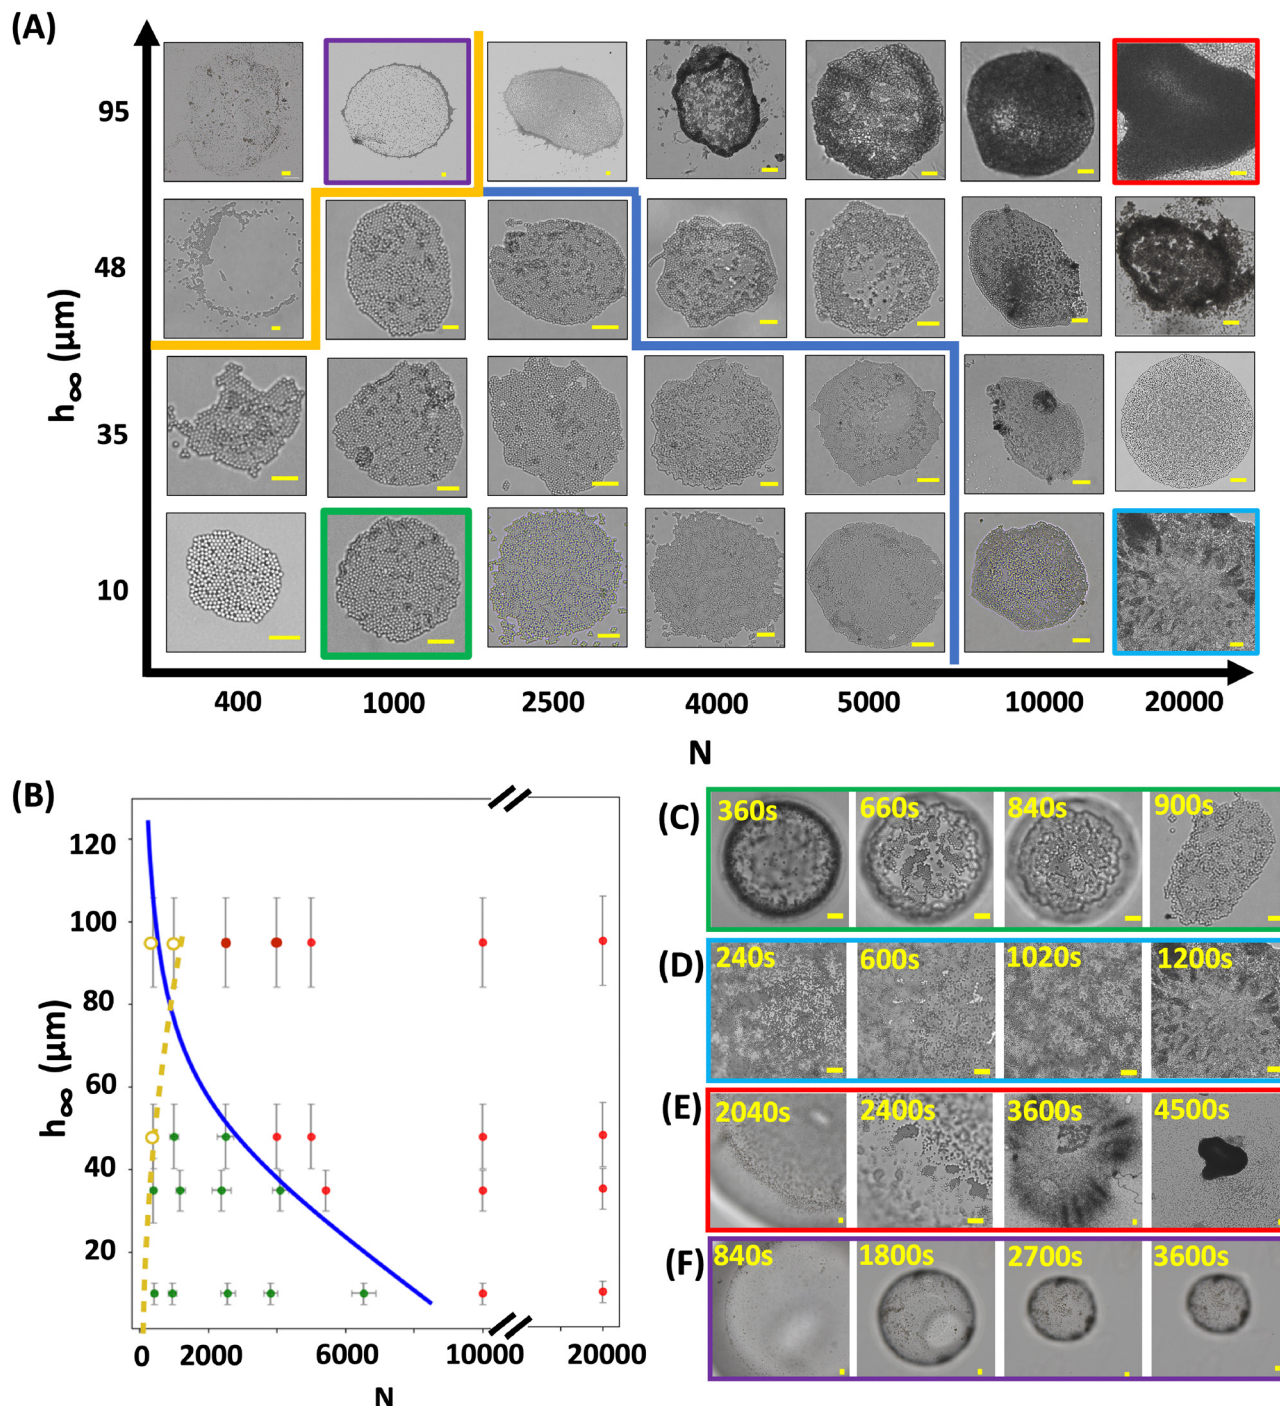 (A)
95
48
35
10
h∞ (μm)
400 1000 2500 4000 5000 10000 20000
N
(B)
120
100
80
60
40
20
h∞ (μm)
0 2000 6000 10000 20000
N
(C)
360s 660s 840s 900s
(D)
240s 600s 1020s 1200s
(E)
2040s 2400s 3600s 4500s
(F)
840s 1800s 2700s 3600s